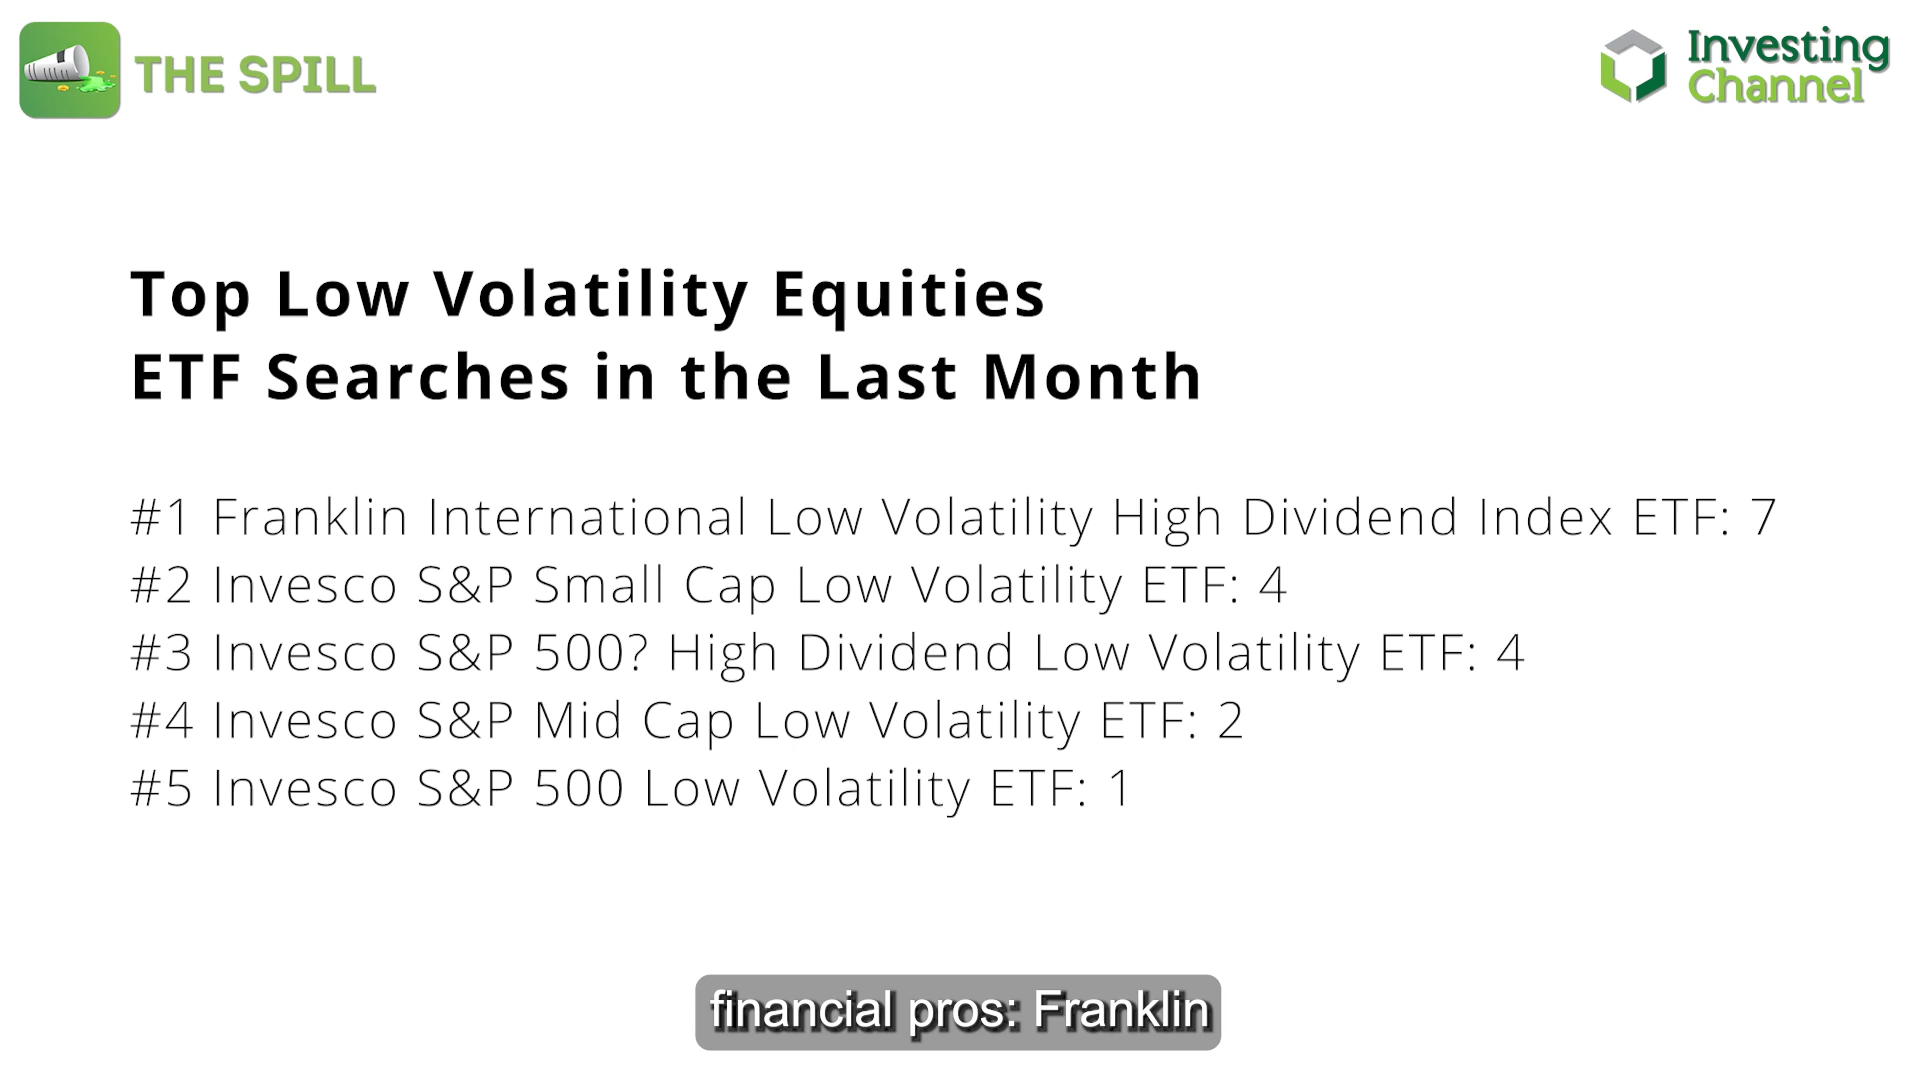 THE SPILL
Investing
Channel
Top Low Volatility Equities
ETF Searches in the Last Month
#1 Franklin International Low Volatility High Dividend Index ETF: 7
#2 Invesco S&P Small Cap Low Volatility ETF: 4
#3 Invesco S&P 500? High Dividend Low Volatility ETF: 4
#4 Invesco S&P Mid Cap Low Volatility ETF: 2
#5 Invesco S&P 500 Low Volatility ETF: 1
financial pros: Franklin